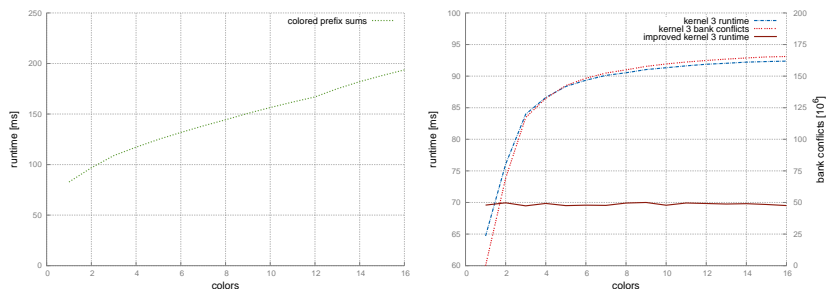 250
200
150
100
50
0
runtime [ms]
0 2 4 6 8 10 12 14 16
colors
colored prefix sums
100
95
90
85
80
75
70
65
60
runtime [ms]
0 2 4 6 8 10 12 14 16
colors
kernel 3 runtime
kernel 3 bank conflicts
improved kernel 3 runtime
200
175
150
125
100
75
50
25
0
bank conflicts [10^6]